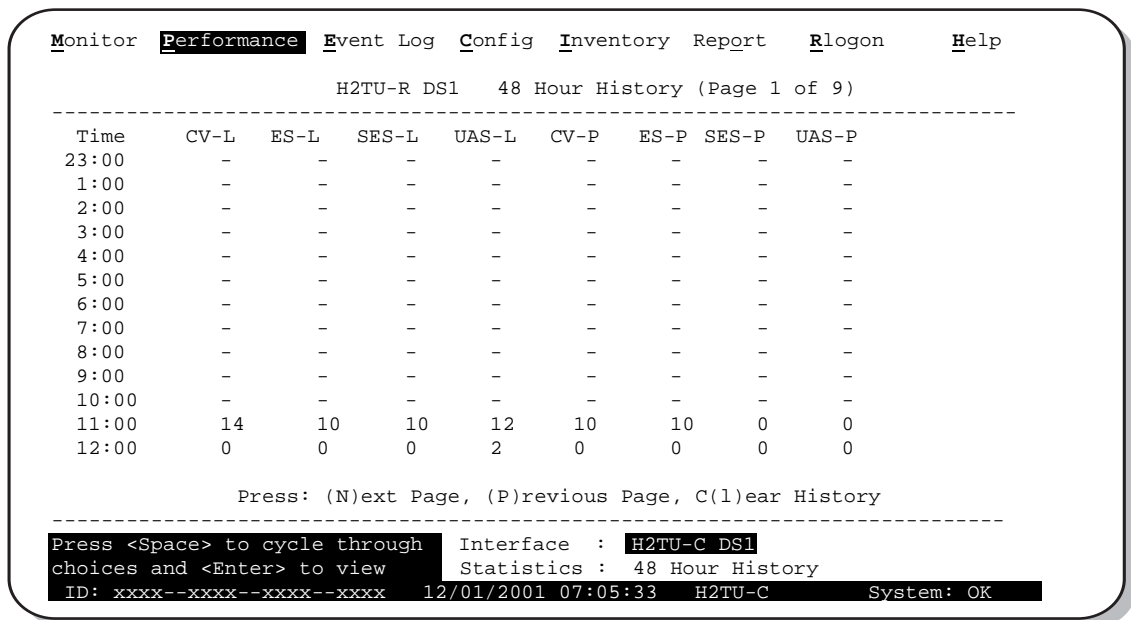 Monitor Performance Event Log Config Inventory Report Rlogon Help
H2TU-R DS1 48 Hour History (Page 1 of 9)
--------------------------------------------------------------------------------
Time CV-L ES-L SES-L UAS-L CV-P ES-P SES-P UAS-P
23:00 - - - - - - - -
1:00 - - - - - - - -
2:00 - - - - - - - -
3:00 - - - - - - - -
4:00 - - - - - - - -
5:00 - - - - - - - -
6:00 - - - - - - - -
7:00 - - - - - - - -
8:00 - - - - - - - -
9:00 - - - - - - - -
10:00 - - - - - - - -
11:00 14 10 10 12 10 10 0 0
12:00 0 0 0 2 0 0 0 0
Press: (N)ext Page, (P)revious Page, C(l)ear History
--------------------------------------------------------------------------------
Press <Space> to cycle through Interface : H2TU-C DS1
choices and <Enter> to view Statistics : 48 Hour History
ID: xxxx--xxxx--xxxx--xxxx 12/01/2001 07:05:33 H2TU-C System: OK